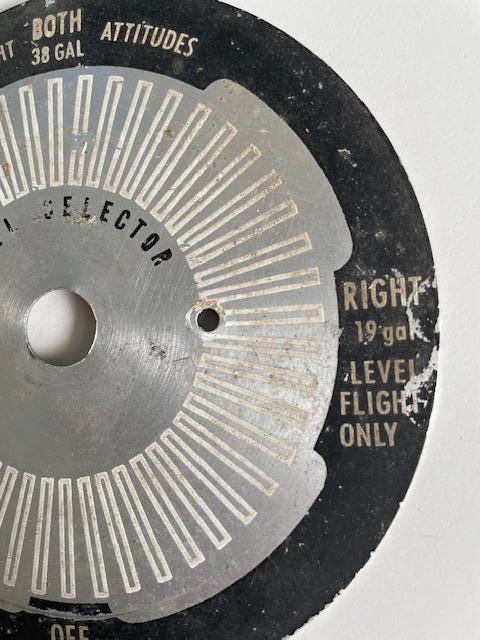 BOTH
38 GAL ATTITUDES
SELECTOR
RIGHT
19 gal
LEVEL
FLIGHT
ONLY
OFF